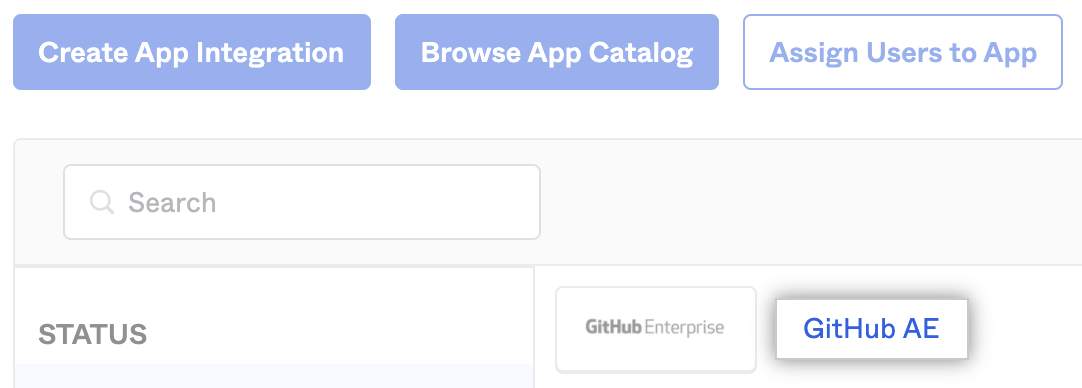 Create App Integration
Browse App Catalog
Assign Users to App
Search
STATUS
GitHub Enterprise
GitHub AE